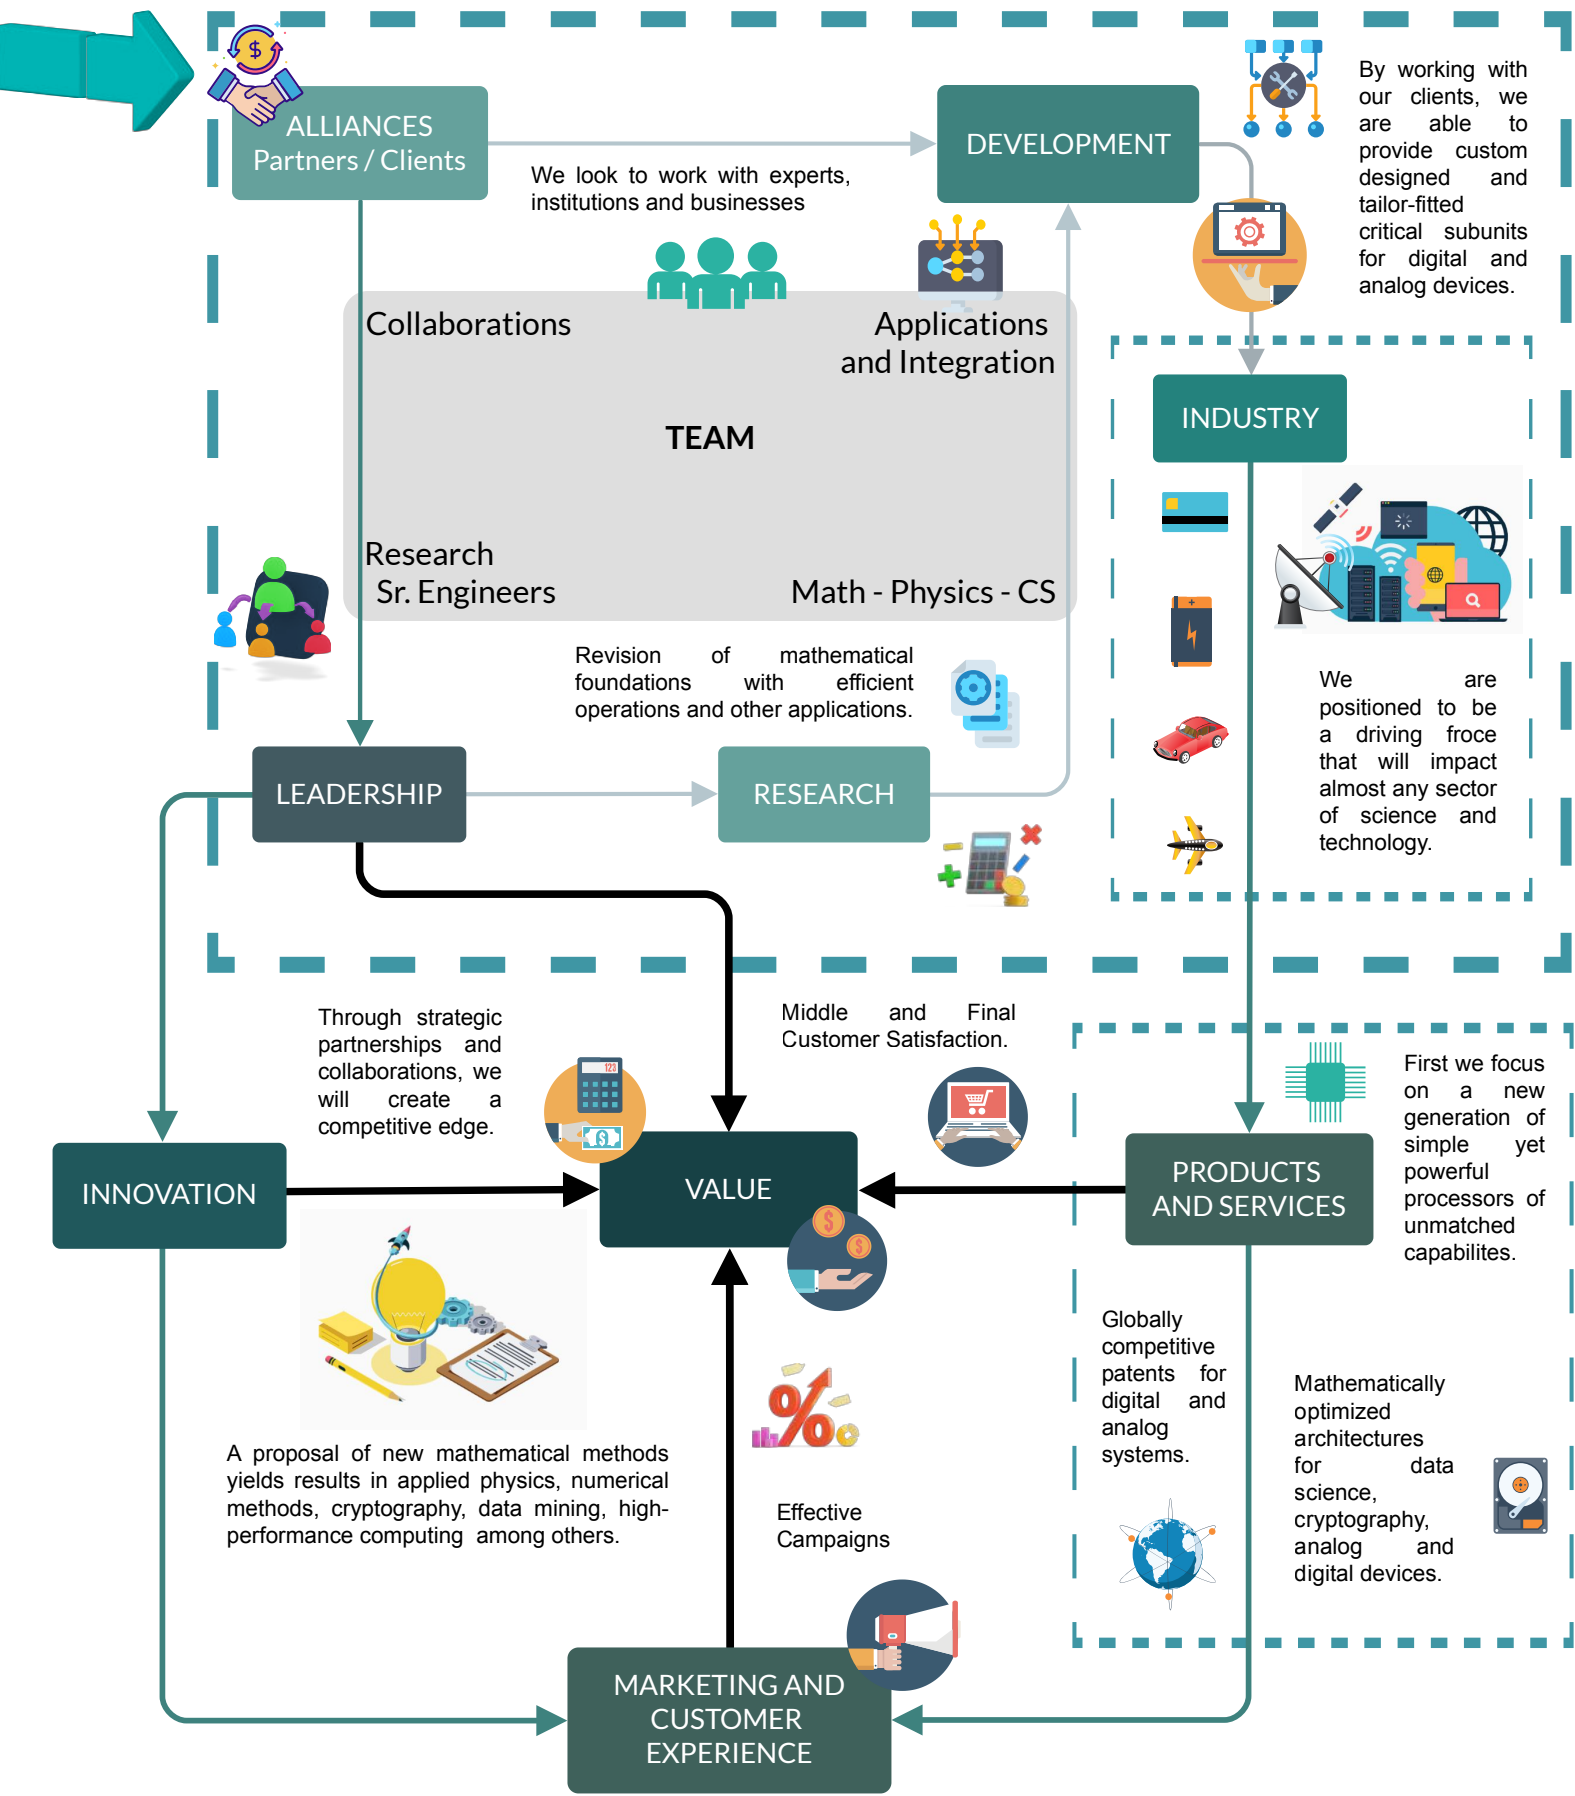 ALLIANCES
Partners / Clients
We look to work with experts,
institutions and businesses
DEVELOPMENT
By working with
our clients, we
are able to
provide custom
designed and
tailor-fitted
critical subunits
for digital and
analog devices.
Collaborations
Applications
and Integration
TEAM
Research
Sr. Engineers
Math - Physics - CS
INDUSTRY
We are
positioned to be
a driving froce
that will impact
almost any sector
of science and
technology.
Revision of mathematical
foundations with efficient
operations and other applications.
LEADERSHIP
RESEARCH
Through strategic
partnerships and
collaborations, we
will create a
competitive edge.
123
Middle and Final
Customer Satisfaction.
First we focus
on a new
generation of
simple yet
powerful
processors of
unmatched
capabilites.
INNOVATION
VALUE
PRODUCTS
AND SERVICES
Globally
competitive
patents for
digital and
analog
systems.
Mathematically
optimized
architectures
for data
science,
cryptography,
analog and
digital devices.
A proposal of new mathematical methods
yields results in applied physics, numerical
methods, cryptography, data mining, high-
performance computing among others.
Effective
Campaigns
MARKETING AND
CUSTOMER
EXPERIENCE